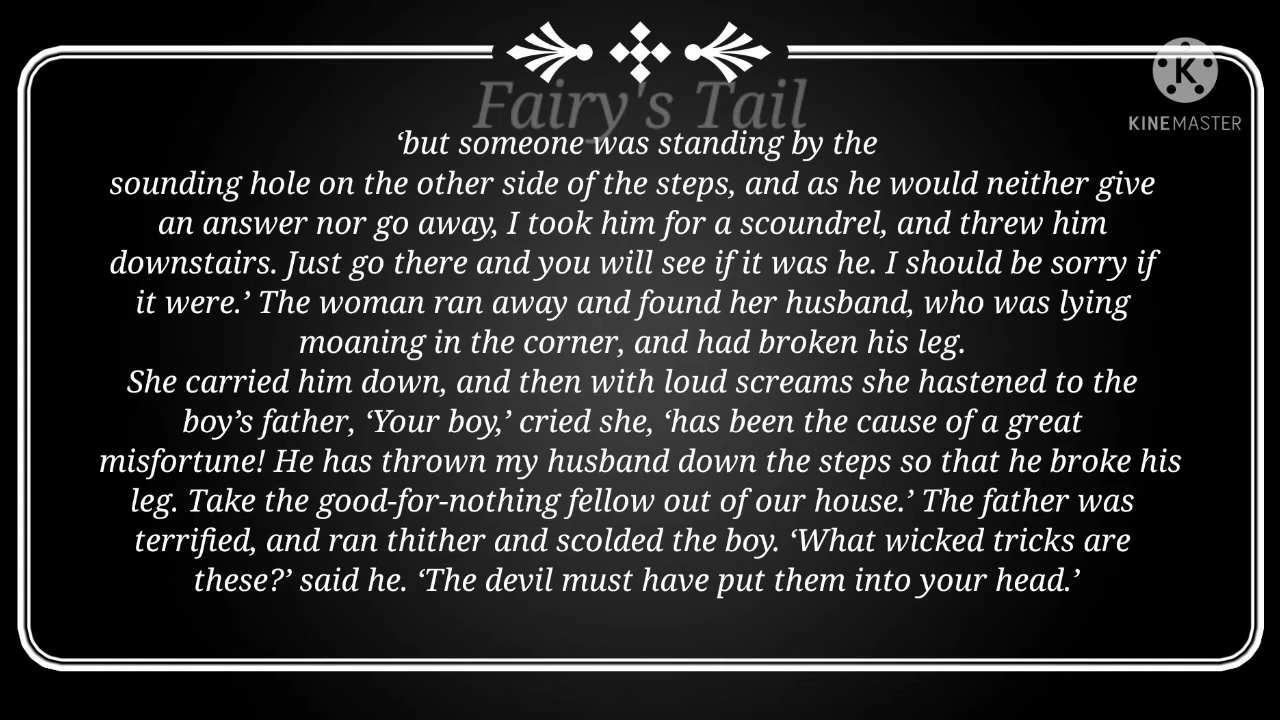 Fairy's Tail
KINEMASTER
‘but someone was standing by the
sounding hole on the other side of the steps, and as he would neither give
an answer nor go away, I took him for a scoundrel, and threw him
downstairs. Just go there and you will see if it was he. I should be sorry if
it were.’ The woman ran away and found her husband, who was lying
moaning in the corner, and had broken his leg.
She carried him down, and then with loud screams she hastened to the
boy’s father, ‘Your boy,’ cried she, ‘has been the cause of a great
misfortune! He has thrown my husband down the steps so that he broke his
leg. Take the good-for-nothing fellow out of our house.’ The father was
terrified, and ran thither and scolded the boy. ‘What wicked tricks are
these?’ said he. ‘The devil must have put them into your head.’